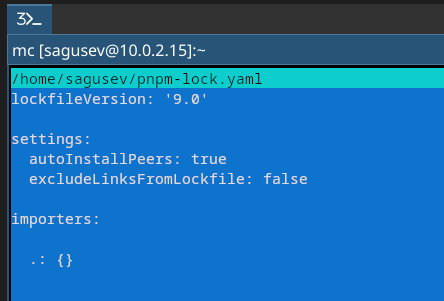 3>_
mc [sagusev@10.0.2.15]:~
/home/sagusev/pnpm-lock.yaml
lockfileVersion: '9.0'
settings:
  autoInstallPeers: true
  excludeLinksFromLockfile: false
importers:
  .: {}